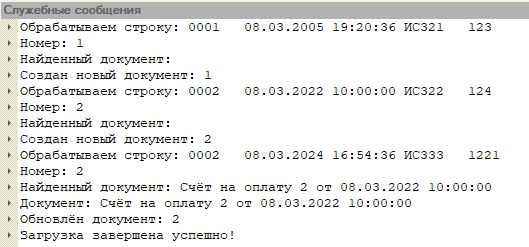 Служебные сообщения
Обрабатываем строку: 0001   08.03.2005 19:20:36 ИС321   123
Номер: 1
Найденный документ:
Создан новый документ: 1
Обрабатываем строку: 0002   08.03.2022 10:00:00 ИС322   124
Номер: 2
Найденный документ:
Создан новый документ: 2
Обрабатываем строку: 0002   08.03.2024 16:54:36 ИС333   1221
Номер: 2
Найденный документ: Счёт на оплату 2 от 08.03.2022 10:00:00
Документ: Счёт на оплату 2 от 08.03.2022 10:00:00
Обновлён документ: 2
Загрузка завершена успешно!